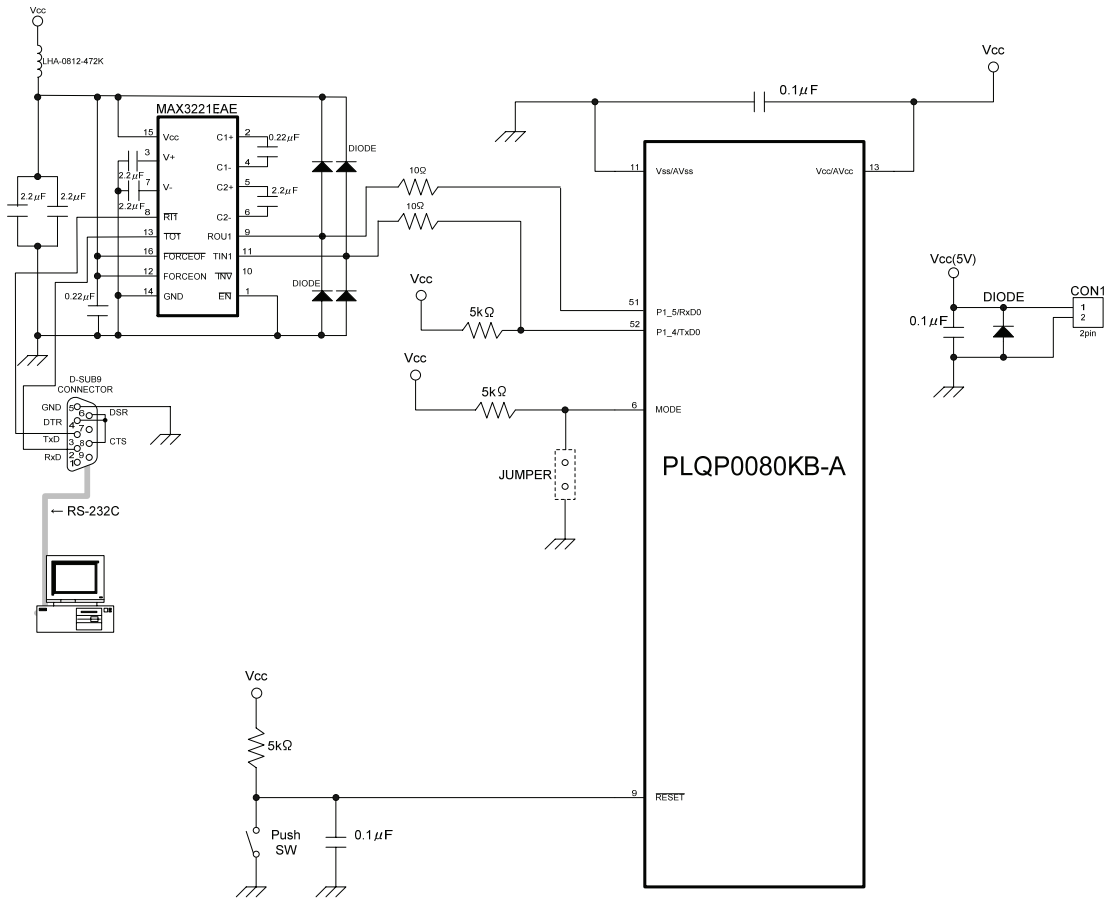 Vcc
LHA-0812-472K
MAX3221EAE
15 Vcc C1+ 2
0.22μF
3 V+ C1- 4
2.2μF
7 V- C2+ 5
2.2μF
2.2μF
8 RI1 C2- 6
13 TO1 ROU1 9
16 FORCEOF TIN1 11
12 FORCEON INV 10
14 GND EN 1
2.2μF 2.2μF
0.22μF
DIODE
DIODE
10Ω
10Ω
Vcc
5kΩ
Vcc
5kΩ
JUMPER
D-SUB9
CONNECTOR
GND 5
6 DSR
DTR 4
7
TxD 3
8 CTS
RxD 2
9
1
← RS-232C
Vcc
0.1μF
11 Vss/AVss
Vcc/AVcc 13
51 P1_5/RxD0
52 P1_4/TxD0
6 MODE
PLQP0080KB-A
9 RESET
Vcc(5V)
DIODE
CON1
0.1μF
1
2
2pin
Vcc
5kΩ
Push
SW
0.1μF